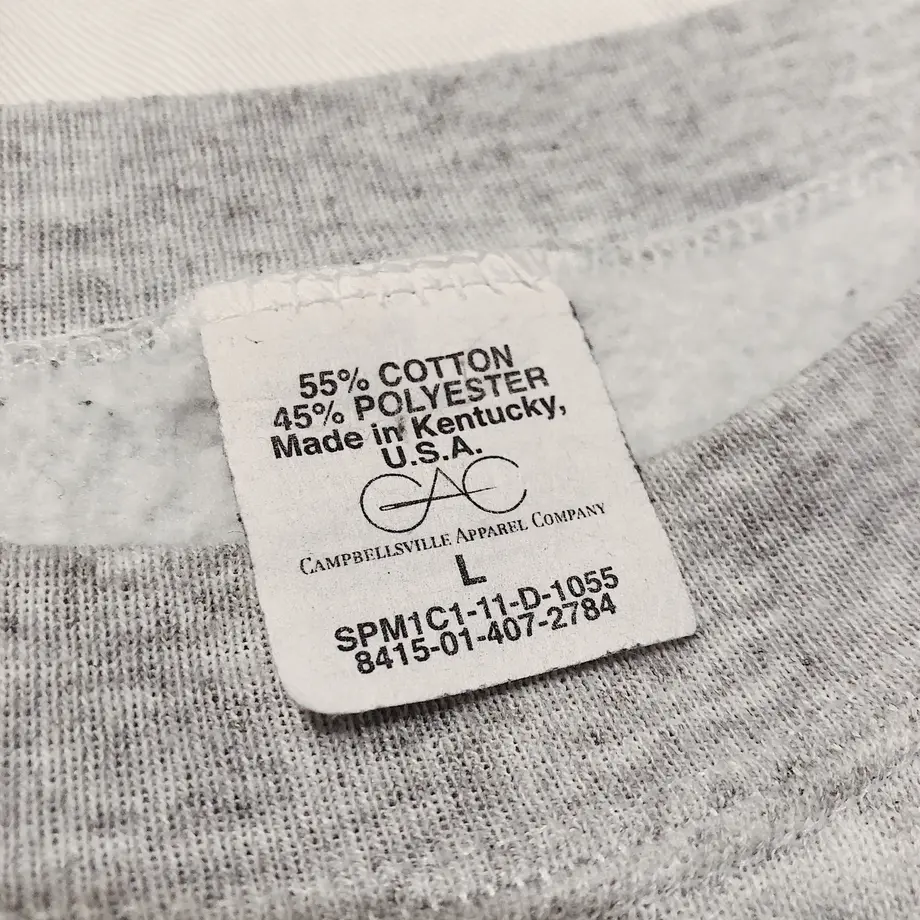 55% COTTON
45% POLYESTER
Made in Kentucky,
U.S.A.
CAC
CAMPBELLSVILLE APPAREL COMPANY
L
SPM1C1-11-D-1055
8415-01-407-2784